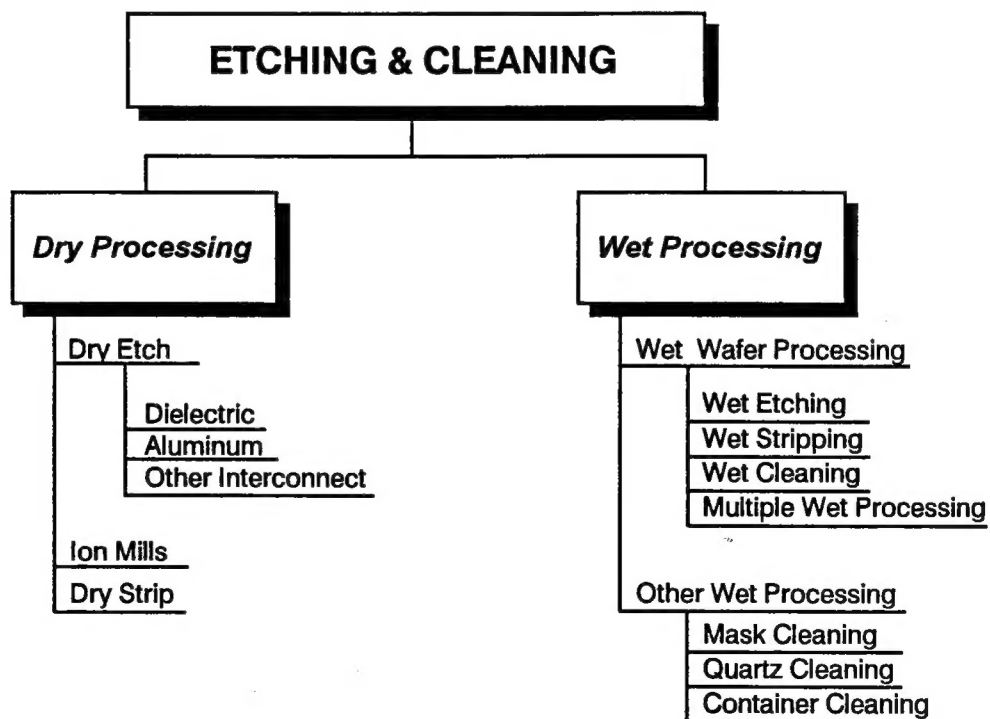 ETCHING & CLEANING
Dry Processing
Dry Etch
Dielectric
Aluminum
Other Interconnect
Ion Mills
Dry Strip
Wet Processing
Wet Wafer Processing
Wet Etching
Wet Stripping
Wet Cleaning
Multiple Wet Processing
Other Wet Processing
Mask Cleaning
Quartz Cleaning
Container Cleaning